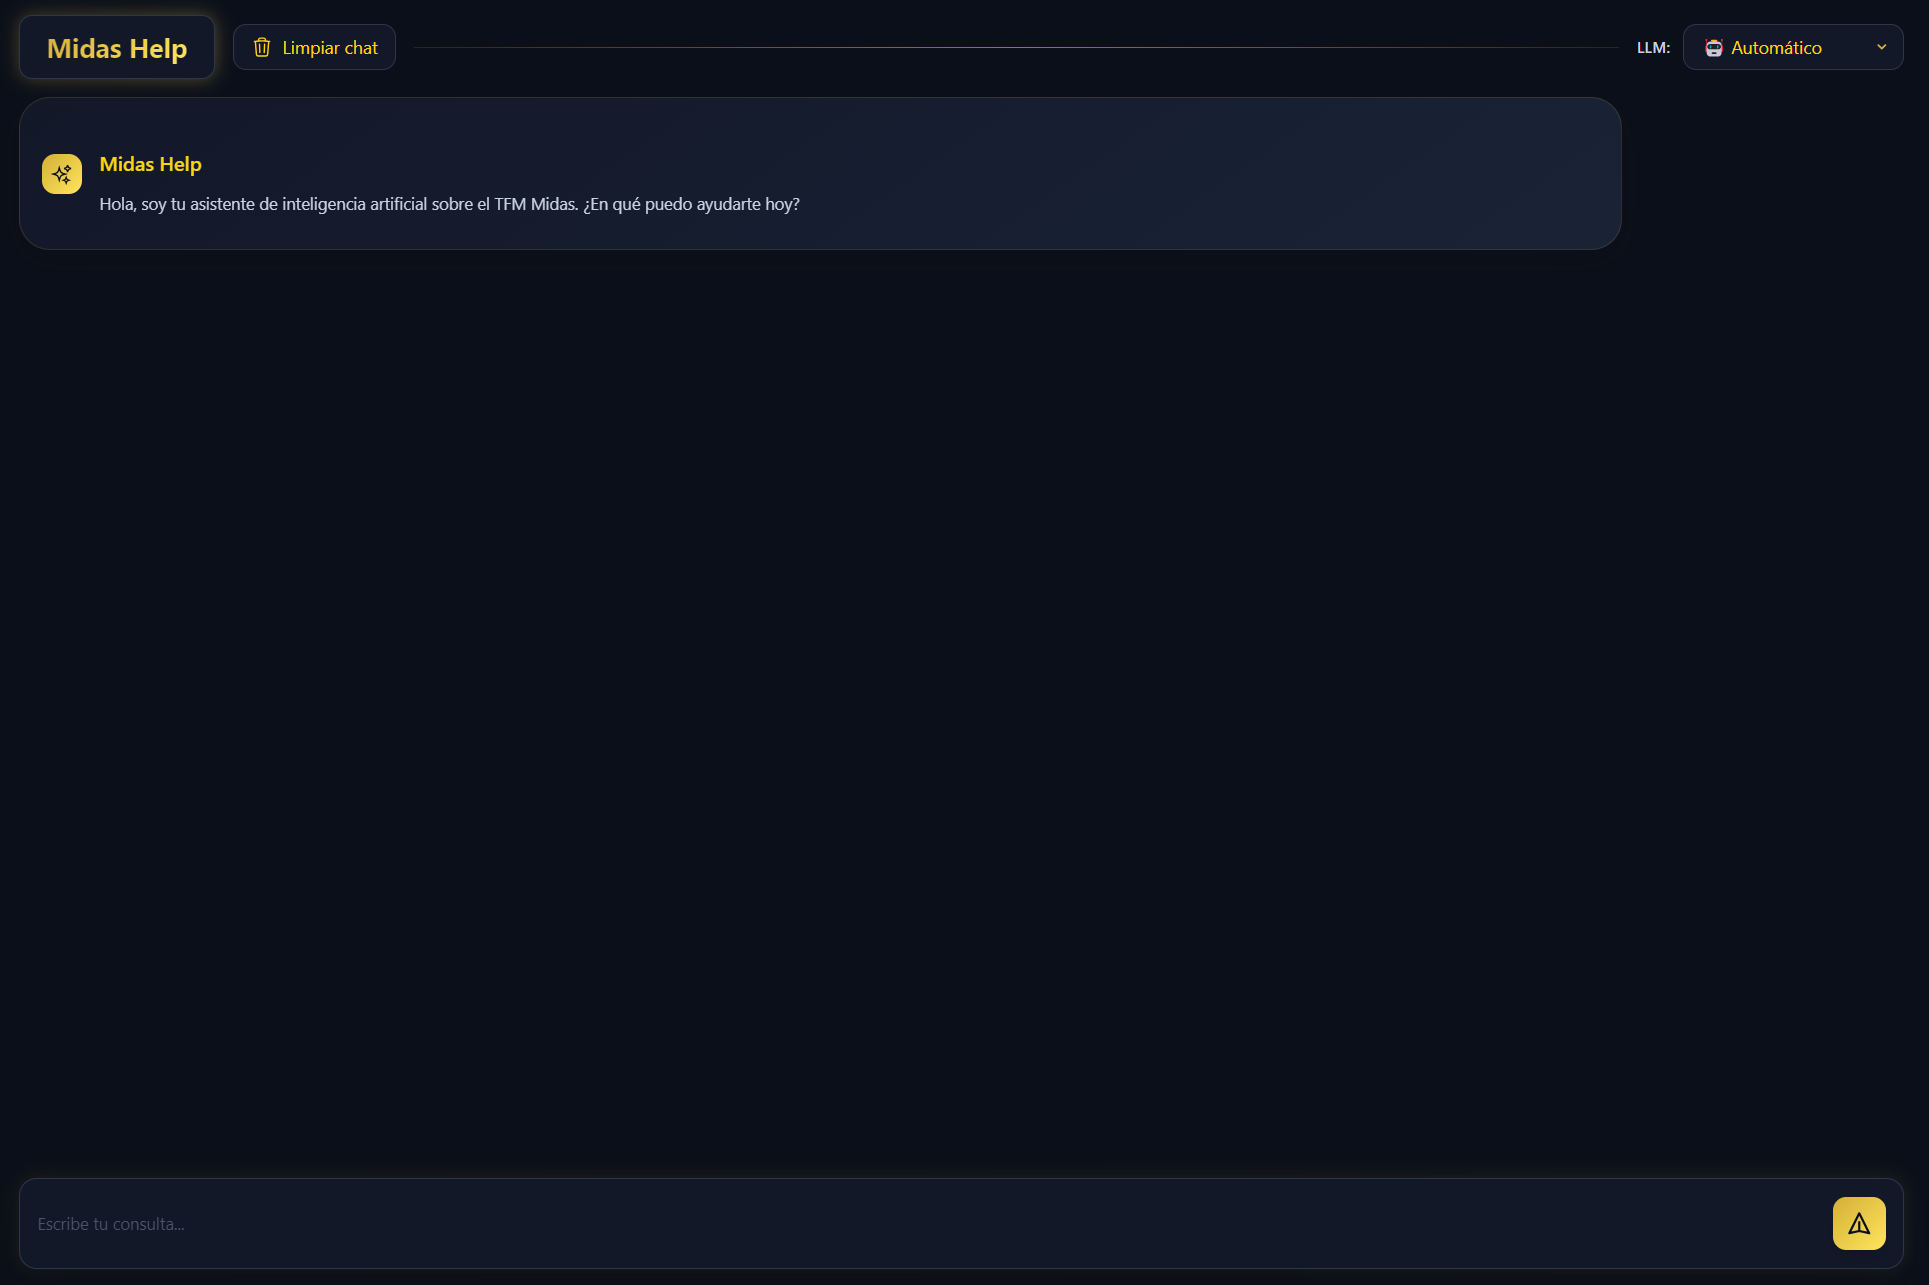 Midas Help
Limpiar chat
LLM:
Automático
Midas Help
Hola, soy tu asistente de inteligencia artificial sobre el TFM Midas. ¿En qué puedo ayudarte hoy?
Escribe tu consulta...